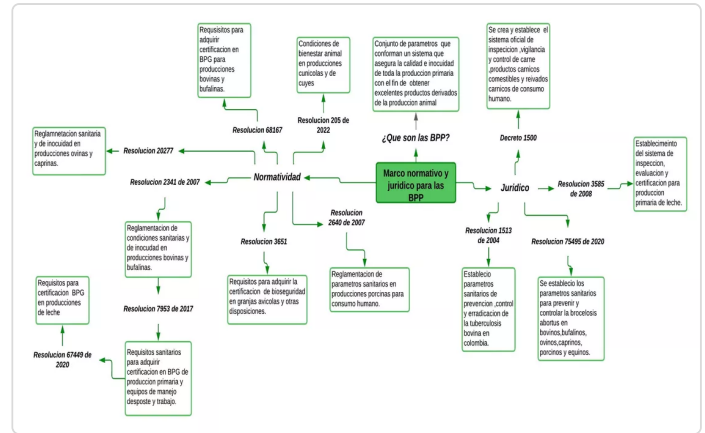 Requsisitos para
adquirir
certificacion en
BPG para
producciones
bovinas y
bufalinas.
Condiciones de
bienestar animal
en producciones
cunicolas y de
cuyes
Conjunto de parametros que
conforman un sistema que
asegura la calidad e inocuidad
de toda la produccion primaria
con el fin de obtener
excelentes productos derivados
de la produccion animal
Se crea y establece el
sistema oficial de
inspeicion ,vigilancia
y control de carne
,productos carnicos
comestibles y reivados
carnicos de consumo
humano.
Resolucion 68167
Resolucion 205 de
2022
¿Que son las BPP?
Decreto 1500
Reglamnetacion sanitaria
y de inocuidad en
producciones ovinas y
caprinas.
Resolucion 20277
Resolucion 2341 de 2007
Normatividad
Marco normativo y
juridico para las
BPP
Juridico
Resolucion 3585
de 2008
Establecimeinto
del sistema de
inspeccion,
evaluacion y
certificacion para
produccion
primaria de leche.
Reglamentacion de
condiciones sanitarias y
de inocudad en
producciones bovinas y
bufalinas.
Resolucion 3651
Resolucion
2640 de 2007
Resolucion 1513
de 2004
Resolucion 75495 de 2020
Requisitos para
certificacion BPG
en producciones
de leche
Requisitos para adquirir la
certificacion de bioseguridad
en granjas avicolas y otras
disposiciones.
Reglamentacion de
parametros sanitarios en
producciones porcinas para
consumo humano.
Establecio
parametros
sanitarios de
prevencion ,control
y erradicacion de
la tuberculosis
bovina en
colombia.
Se establecio los
parametros sanitarios
para prevenir y
controlar la brocelosis
abortus en
bovinos,bufalinos,
ovinos,caprinos,
porcinos y equinos.
Resolucion 7953 de 2017
Resolucion 67449 de
2020
Requisitos sanitarios
para adquirir
certificacion en BPG de
produccion primaria y
equipos de manejo
desposte y trabajo.